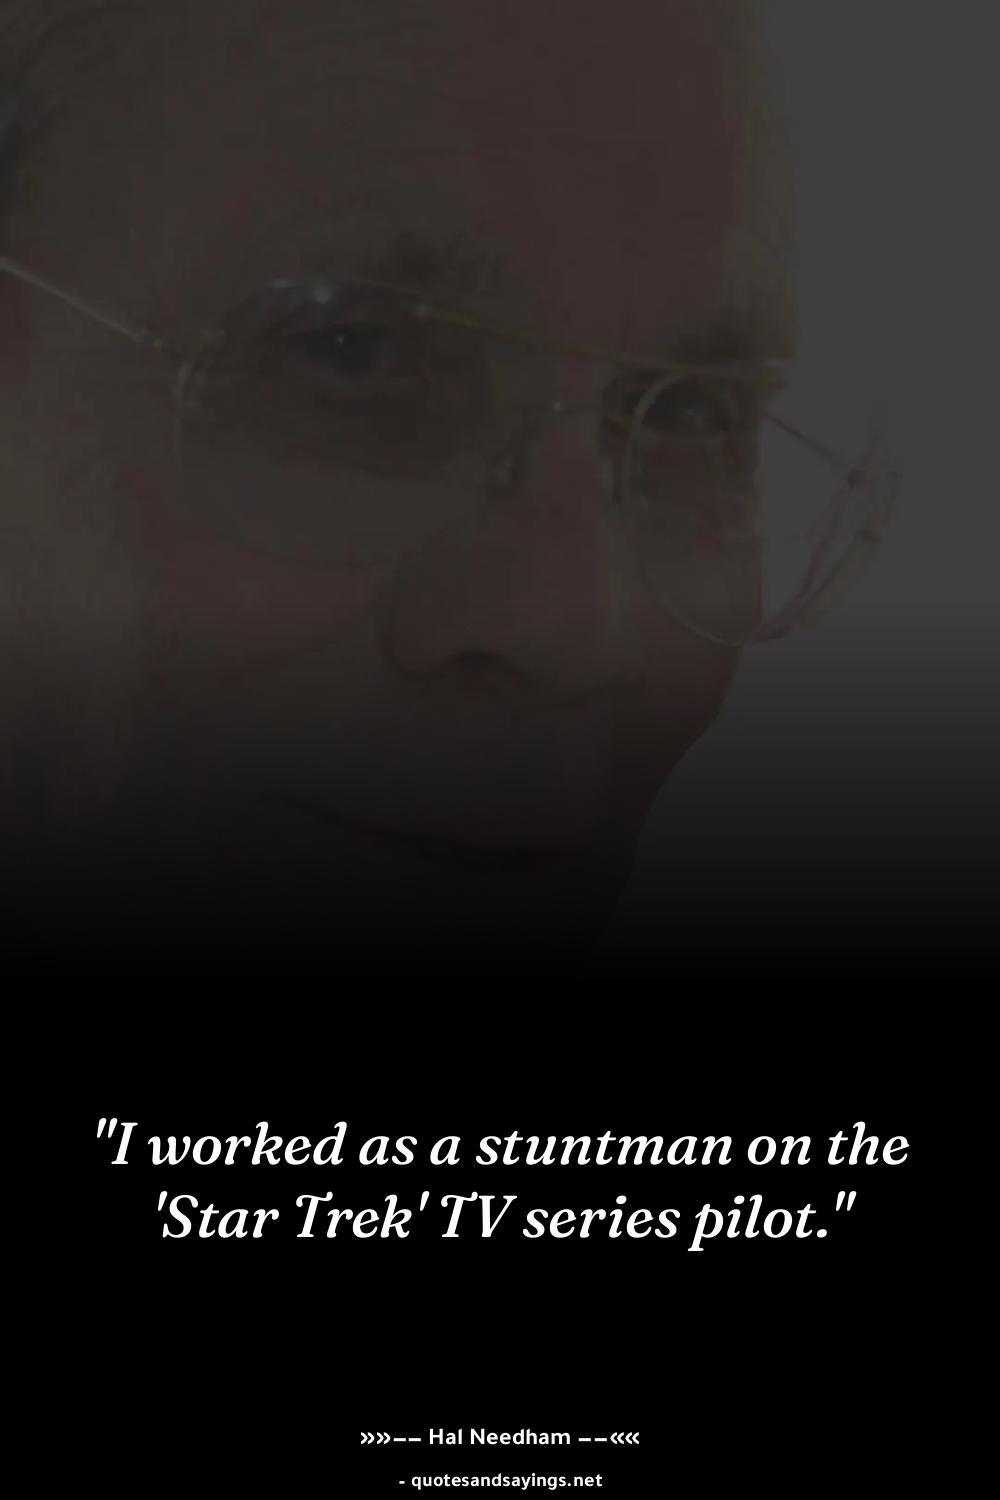 "I worked as a stuntman on the
'Star Trek' TV series pilot."
»»–– Hal Needham ––««
- quotesandsayings.net